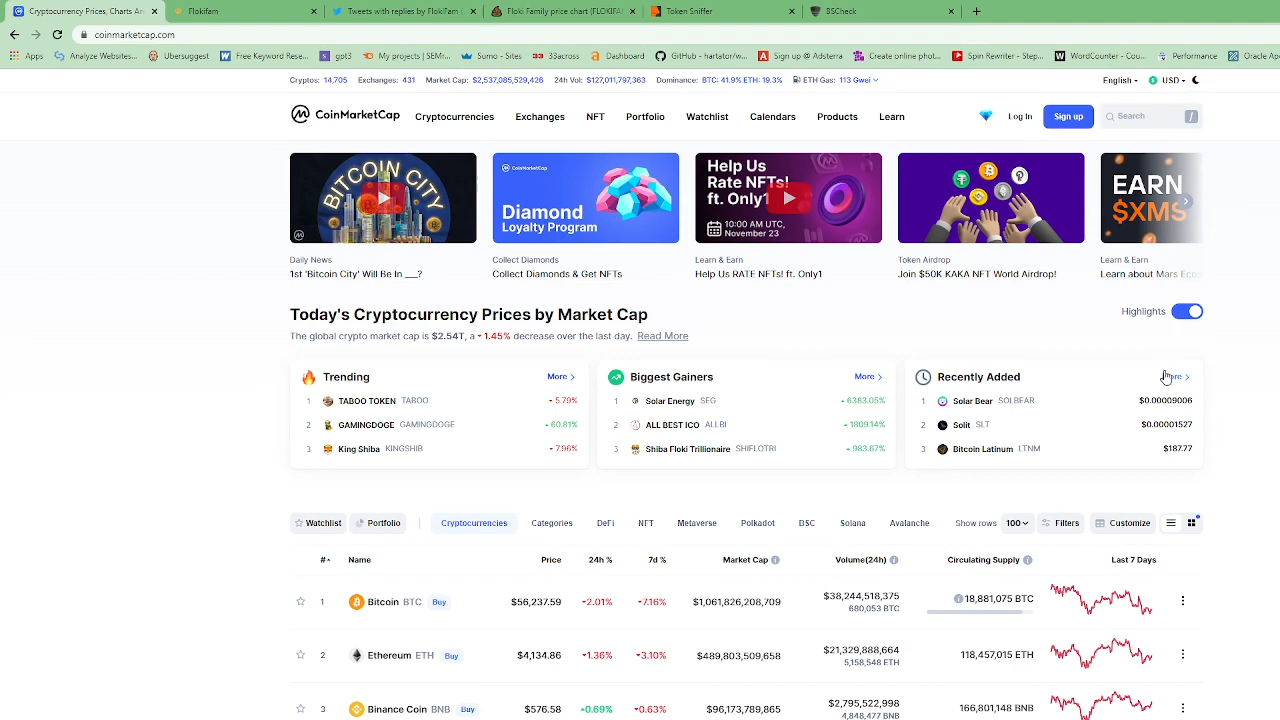 Cryptocurrency Prices, Charts An
Flokifam
Tweets with replies by FlokiFam (
Floki Family price chart (FLOKIFA
Token Sniffer
BSCheck
coinmarketcap.com
Apps
Analyze Websites...
Ubersuggest
Free Keyword Rese...
gpt3
My projects | SEMr...
Sumo - Sites
33across
Dashboard
GitHub - hartator/w...
Sign up @ Adsterra
Create online phot...
Spin Rewriter - Step...
WordCounter - Cou...
Performance
Oracle Ap
Cryptos: 14,705 Exchanges: 431 Market Cap: $2,537,085,529,426 24h Vol: $127,011,797,363 Dominance: BTC: 41.9% ETH: 19.3% ETH Gas: 113 Gwei
English USD
CoinMarketCap Cryptocurrencies Exchanges NFT Portfolio Watchlist Calendars Products Learn Log In Sign up Search /
BITCOIN CITY
CoinMarketCap
Diamond
Loyalty Program
Help Us
Rate NFTs!
ft. Only1
10:00 AM UTC,
November 23
EARN
$XMS
Daily News
1st 'Bitcoin City' Will Be In ___?
Collect Diamonds
Collect Diamonds & Get NFTs
Learn & Earn
Help Us RATE NFTs! ft. Only1
Token Airdrop
Join $50K KAKA NFT World Airdrop!
Learn & Earn
Learn about Mars Ecos
Today's Cryptocurrency Prices by Market Cap
Highlights
The global crypto market cap is $2.54T, a 1.45% decrease over the last day. Read More
Trending More
1 TABOO TOKEN TABOO 5.79%
2 GAMINGDOGE GAMINGDOGE 60.81%
3 King Shiba KINGSHIB 7.96%
Biggest Gainers More
1 Solar Energy SEG 6383.05%
2 ALL BEST ICO ALLBI 1809.14%
3 Shiba Floki Trillionaire SHIFLOTRI 983.67%
Recently Added
1 Solar Bear SOLBEAR $0.00009006
2 Solit SLT $0.00001527
3 Bitcoin Latinum LTNM $187.77
Watchlist Portfolio Cryptocurrencies Categories DeFi NFT Metaverse Polkadot BSC Solana Avalanche Show rows 100 Filters Customize
# Name Price 24h % 7d % Market Cap Volume(24h) Circulating Supply Last 7 Days
1 Bitcoin BTC Buy $56,237.59 2.01% 7.16% $1,061,826,208,709 $38,244,518,375 18,881,075 BTC
680,053 BTC
2 Ethereum ETH Buy $4,134.86 1.36% 3.10% $489,803,509,658 $21,329,888,664 118,457,015 ETH
5,158,548 ETH
3 Binance Coin BNB Buy $576.58 0.69% 0.63% $96,173,789,865 $2,795,522,998 166,801,148 BNB
4,848,477 BNB